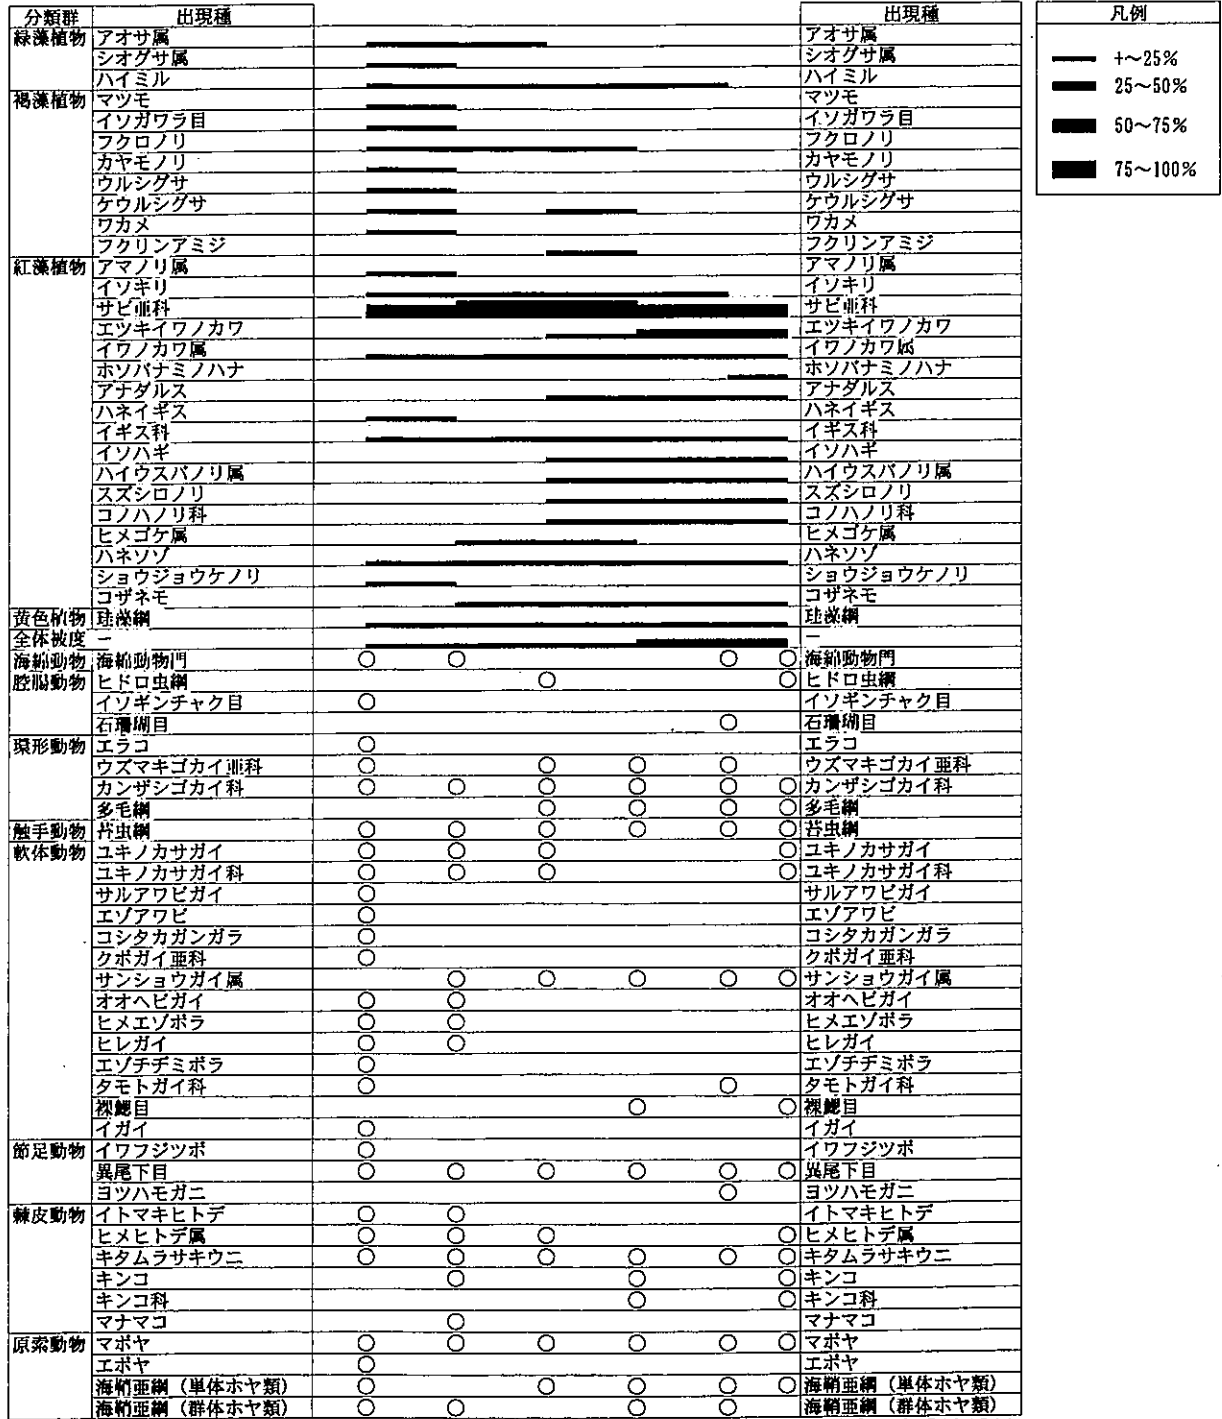 分類群 出現種 出現種 凡例
緑藻植物 アオサ属 アオサ属
シオグサ属 シオグサ属 +～25%
ハイミル ハイミル 25～50%
褐藻植物 マツモ マツモ
イソガワラ目 イソガワラ目 50～75%
フクロノリ フクロノリ
カヤモノリ カヤモノリ 75～100%
ウルシグサ ウルシグサ
ケウルシグサ ケウルシグサ
ワカメ ワカメ
フクリンアミジ フクリンアミジ
紅藻植物 アマノリ属 アマノリ属
イソキリ イソキリ
サビ亜科 サビ亜科
エツキイワノカワ エツキイワノカワ
イワノカワ属 イワノカワ属
ホソバナミノハナ ホソバナミノハナ
アナダルス アナダルス
ハネイギス ハネイギス
イギス科 イギス科
イソハギ イソハギ
ハイウスバノリ属 ハイウスバノリ属
スズシロノリ スズシロノリ
コノハノリ科 コノハノリ科
ヒメゴケ属 ヒメゴケ属
ハネソゾ ハネソゾ
ショウジョウケノリ ショウジョウケノリ
コザネモ コザネモ
黄色植物 珪藻綱 珪藻綱
全体被度 － －
海綿動物 海綿動物門 ○ ○ ○ ○ 海綿動物門
腔腸動物 ヒドロ虫綱 ○ ○ ヒドロ虫綱
イソギンチャク目 ○ イソギンチャク目
石珊瑚目 ○ 石珊瑚目
環形動物 エラコ ○ エラコ
ウズマキゴカイ亜科 ○ ○ ○ ○ ウズマキゴカイ亜科
カンザシゴカイ科 ○ ○ ○ ○ ○ ○ カンザシゴカイ科
多毛綱 ○ ○ ○ ○ 多毛綱
触手動物 苔虫綱 ○ ○ ○ ○ ○ ○ 苔虫綱
軟体動物 ユキノカサガイ ○ ○ ○ ○ ユキノカサガイ
ユキノカサガイ科 ○ ○ ○ ○ ユキノカサガイ科
サルアワビガイ ○ サルアワビガイ
エゾアワビ ○ エゾアワビ
コシタカガンガラ ○ コシタカガンガラ
クボガイ亜科 ○ クボガイ亜科
サンショウガイ属 ○ ○ ○ ○ ○ サンショウガイ属
オオヘビガイ ○ ○ オオヘビガイ
ヒメエゾボラ ○ ○ ヒメエゾボラ
ヒレガイ ○ ○ ヒレガイ
エゾチヂミボラ ○ エゾチヂミボラ
タモトガイ科 ○ ○ タモトガイ科
裸鰓目 ○ ○ 裸鰓目
イガイ ○ イガイ
節足動物 イワフジツボ ○ イワフジツボ
異尾下目 ○ ○ ○ ○ ○ ○ 異尾下目
ヨツハモガニ ○ ヨツハモガニ
棘皮動物 イトマキヒトデ ○ ○ イトマキヒトデ
ヒメヒトデ属 ○ ○ ○ ○ ヒメヒトデ属
キタムラサキウニ ○ ○ ○ ○ ○ ○ キタムラサキウニ
キンコ ○ ○ ○ キンコ
キンコ科 ○ ○ キンコ科
マナマコ ○ マナマコ
原索動物 マボヤ ○ ○ ○ ○ ○ ○ マボヤ
エボヤ ○ エボヤ
海鞘亜綱（単体ホヤ類） ○ ○ ○ ○ ○ 海鞘亜綱（単体ホヤ類）
海鞘亜綱（群体ホヤ類） ○ ○ ○ ○ 海鞘亜綱（群体ホヤ類）